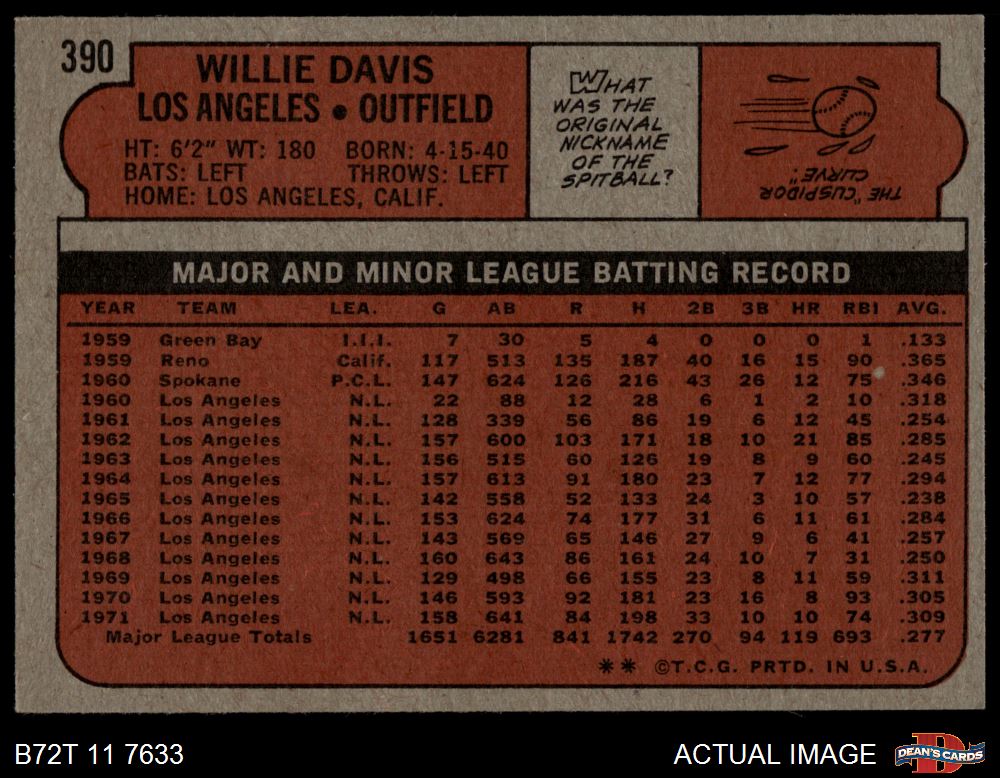 390
WILLIE DAVIS
LOS ANGELES • OUTFIELD
HT: 6'2" WT: 180 BORN: 4-15-40
BATS: LEFT THROWS: LEFT
HOME: LOS ANGELES, CALIF.
WHAT
WAS THE
ORIGINAL
NICKNAME
OF THE
SPITBALL?
THE "CUSPIDOR
CURVE."
MAJOR AND MINOR LEAGUE BATTING RECORD
YEAR TEAM LEA. G AB R H 2B 3B HR RBI AVG.
1959 Green Bay I.I.I. 7 30 5 4 0 0 0 1 .133
1959 Reno Calif. 117 513 135 187 40 16 15 90 .365
1960 Spokane P.C.L. 147 624 126 216 43 26 12 75 .346
1960 Los Angeles N.L. 22 88 12 28 6 1 2 10 .318
1961 Los Angeles N.L. 128 339 56 86 19 6 12 45 .254
1962 Los Angeles N.L. 157 600 103 171 18 10 21 85 .285
1963 Los Angeles N.L. 156 515 60 126 19 8 9 60 .245
1964 Los Angeles N.L. 157 613 91 180 23 7 12 77 .294
1965 Los Angeles N.L. 142 558 52 133 24 3 10 57 .238
1966 Los Angeles N.L. 153 624 74 177 31 6 11 61 .284
1967 Los Angeles N.L. 143 569 65 146 27 9 6 41 .257
1968 Los Angeles N.L. 160 643 86 161 24 10 7 31 .250
1969 Los Angeles N.L. 129 498 66 155 23 8 11 59 .311
1970 Los Angeles N.L. 146 593 92 181 23 16 8 93 .305
1971 Los Angeles N.L. 158 641 84 198 33 10 10 74 .309
Major League Totals 1651 6281 841 1742 270 94 119 693 .277
** ©T.C.G. PRTD. IN U.S.A.
B72T 11 7633
ACTUAL IMAGE
DEAN'S CARDS